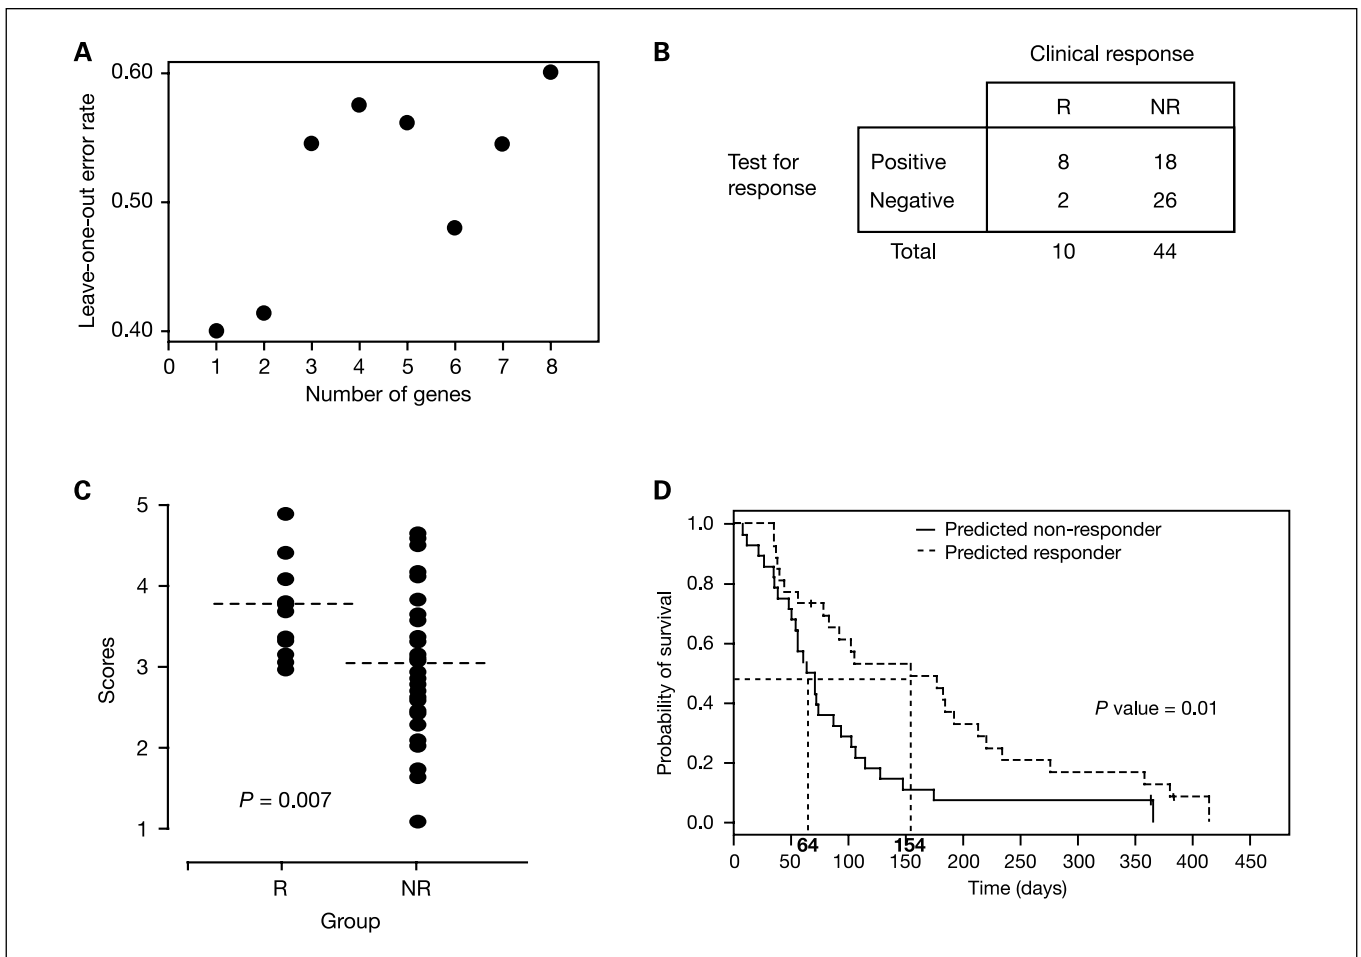 A
0.60
0.50
0.40
Leave-one-out error rate
0 1 2 3 4 5 6 7 8
Number of genes
B
Clinical response
R NR
Test for response
Positive 8 18
Negative 2 26
Total 10 44
C
5
4
3
2
1
Scores
P = 0.007
R NR
Group
D
1.0
0.8
0.6
0.4
0.2
0.0
Probability of survival
Predicted non-responder
Predicted responder
P value = 0.01
64 154
0 50 100 150 200 250 300 350 400 450
Time (days)